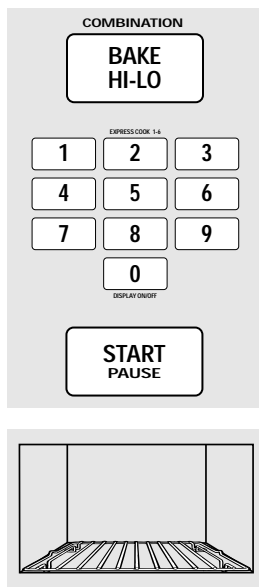 COMBINATION
BAKE
HI-LO
EXPRESS COOK 1-6
1 2 3
4 5 6
7 8 9
0
DISPLAY ON/OFF
START
PAUSE